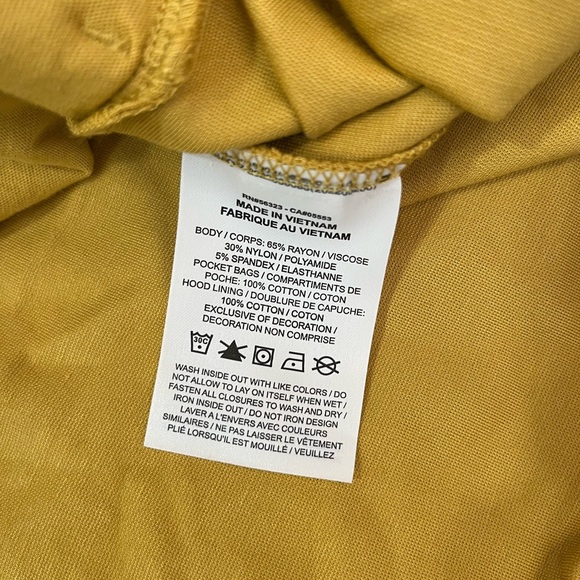 RN#56323 - CA#05553
MADE IN VIETNAM
FABRIQUE AU VIETNAM
BODY / CORPS: 65% RAYON / VISCOSE
30% NYLON / POLYAMIDE
5% SPANDEX / ELASTHANNE
POCKET BAGS / COMPARTIMENTS DE
POCHE: 100% COTTON / COTON
HOOD LINING / DOUBLURE DE CAPUCHE:
100% COTTON / COTON
EXCLUSIVE OF DECORATION /
DECORATION NON COMPRISE
30C
WASH INSIDE OUT WITH LIKE COLORS / DO
NOT ALLOW TO LAY ON ITSELF WHEN WET /
FASTEN ALL CLOSURES TO WASH AND DRY /
IRON INSIDE OUT / DO NOT IRON DESIGN
LAVER A L'ENVERS AVEC COULEURS
SIMILAIRES / NE PAS LAISSER LE VÊTEMENT
PLIÉ LORSQU'IL EST MOUILLÉ / VEUILLEZ